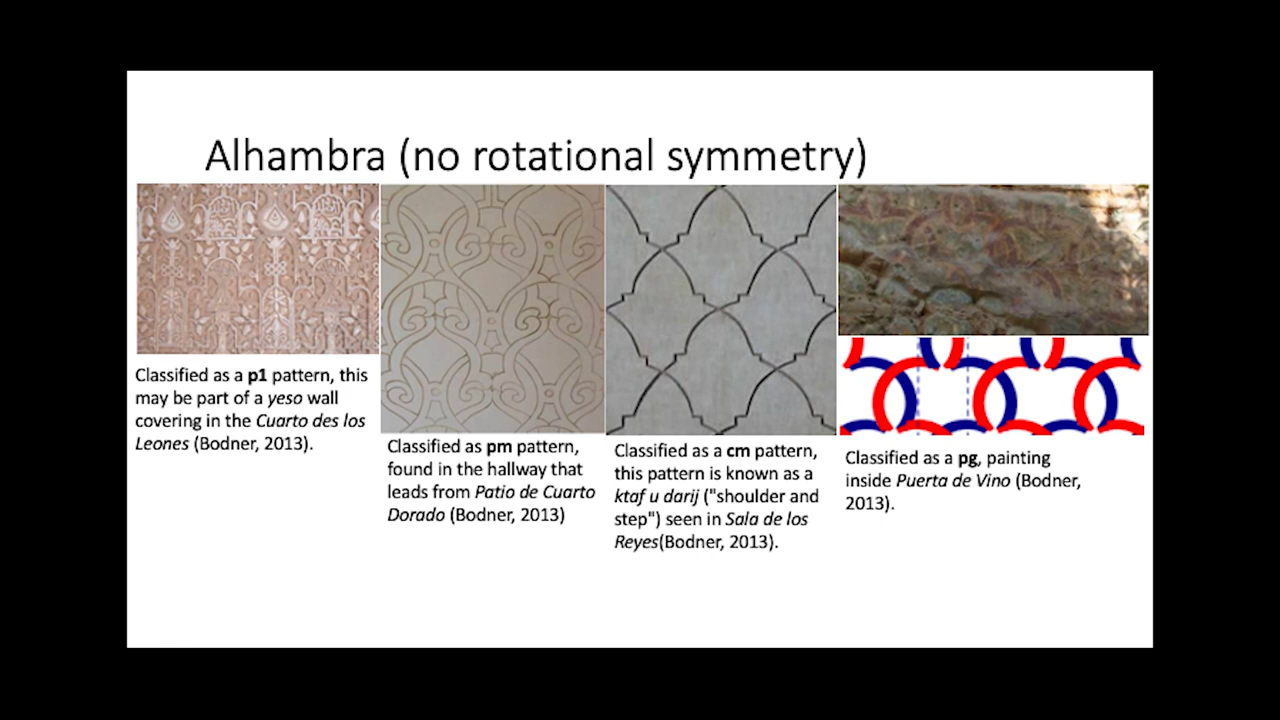 Alhambra (no rotational symmetry)
Classified as a p1 pattern, this
may be part of a yeso wall
covering in the Cuarto des los
Leones (Bodner, 2013).
Classified as pm pattern,
found in the hallway that
leads from Patio de Cuarto
Dorado (Bodner, 2013)
Classified as a cm pattern,
this pattern is known as a
ktaf u darij ("shoulder and
step") seen in Sala de los
Reyes(Bodner, 2013).
Classified as a pg, painting
inside Puerta de Vino (Bodner,
2013).